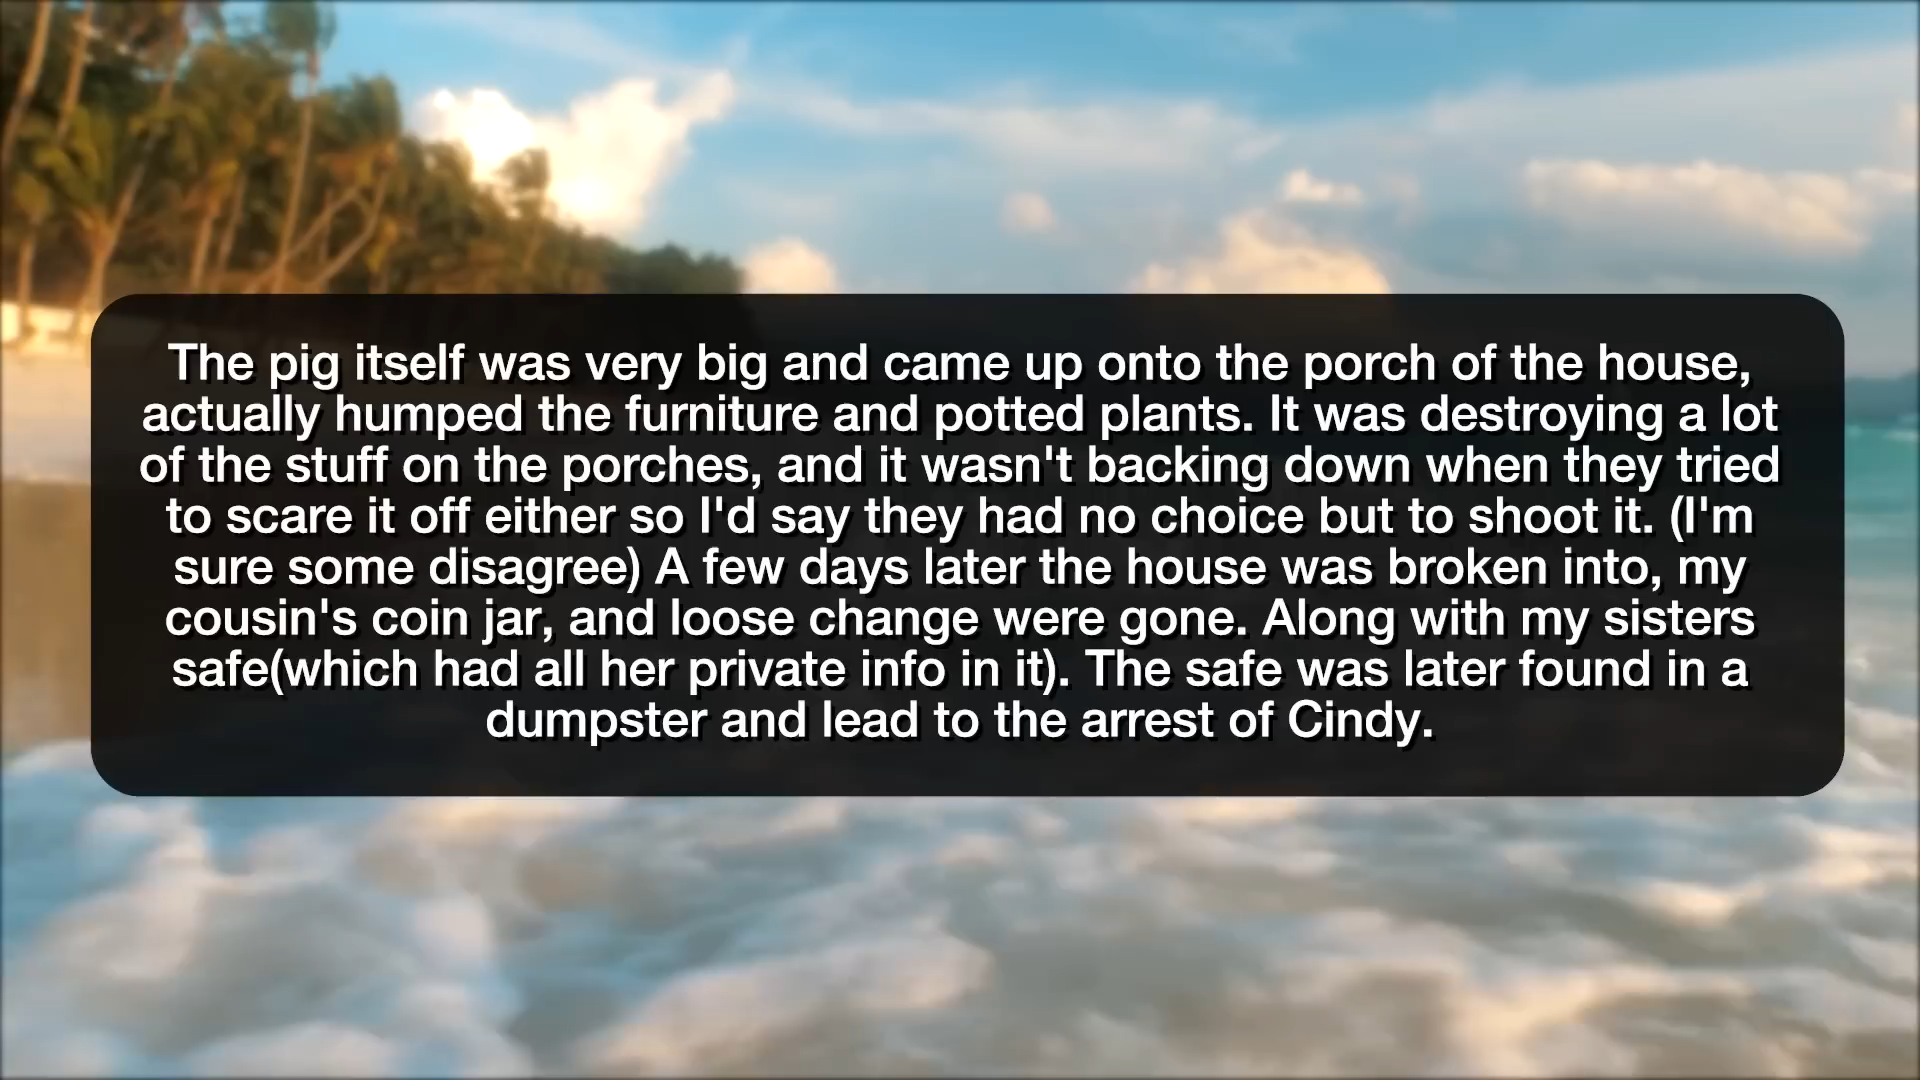 The pig itself was very big and came up onto the porch of the house,
actually humped the furniture and potted plants. It was destroying a lot
of the stuff on the porches, and it wasn't backing down when they tried
to scare it off either so I'd say they had no choice but to shoot it. (I'm
sure some disagree) A few days later the house was broken into, my
cousin's coin jar, and loose change were gone. Along with my sisters
safe(which had all her private info in it). The safe was later found in a
dumpster and lead to the arrest of Cindy.